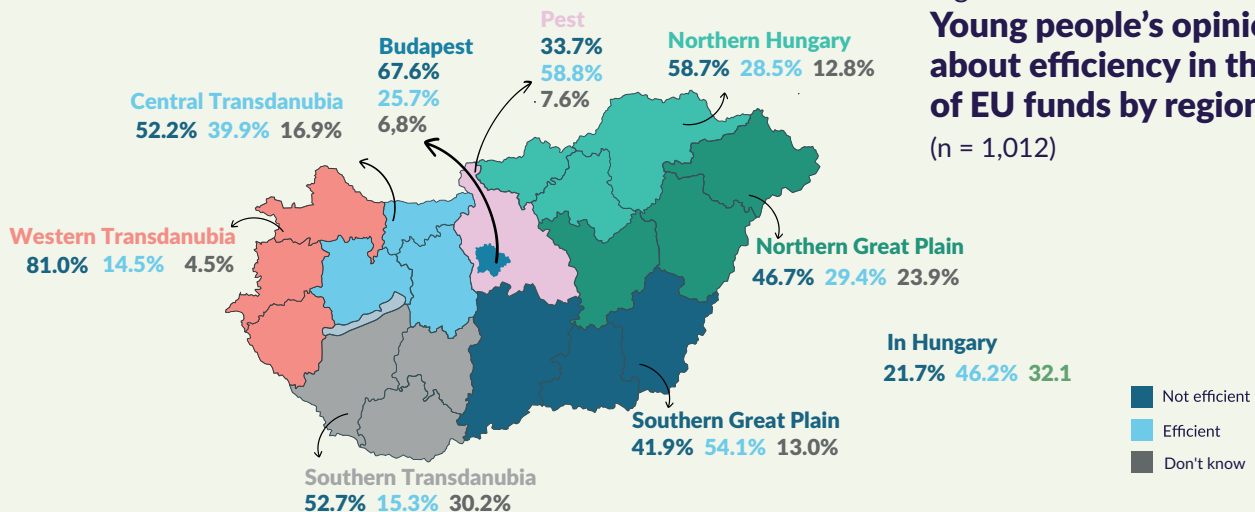 Young people's
about efficiency in
of EU funds by
(n = 1,012)
Pest
33.7%
58.8%
7.6%
Budapest
67.6%
25.7%
6,8%
Northern Hungary
58.7% 28.5% 12.8%
Central Transdanubia
52.2% 39.9% 16.9%
Western Transdanubia
81.0% 14.5% 4.5%
Northern Great Plain
46.7% 29.4% 23.9%
In Hungary
21.7% 46.2% 32.1
Southern Great Plain
41.9% 54.1% 13.0%
Southern Transdanubia
52.7% 15.3% 30.2%
Not efficient
Efficient
Don't know